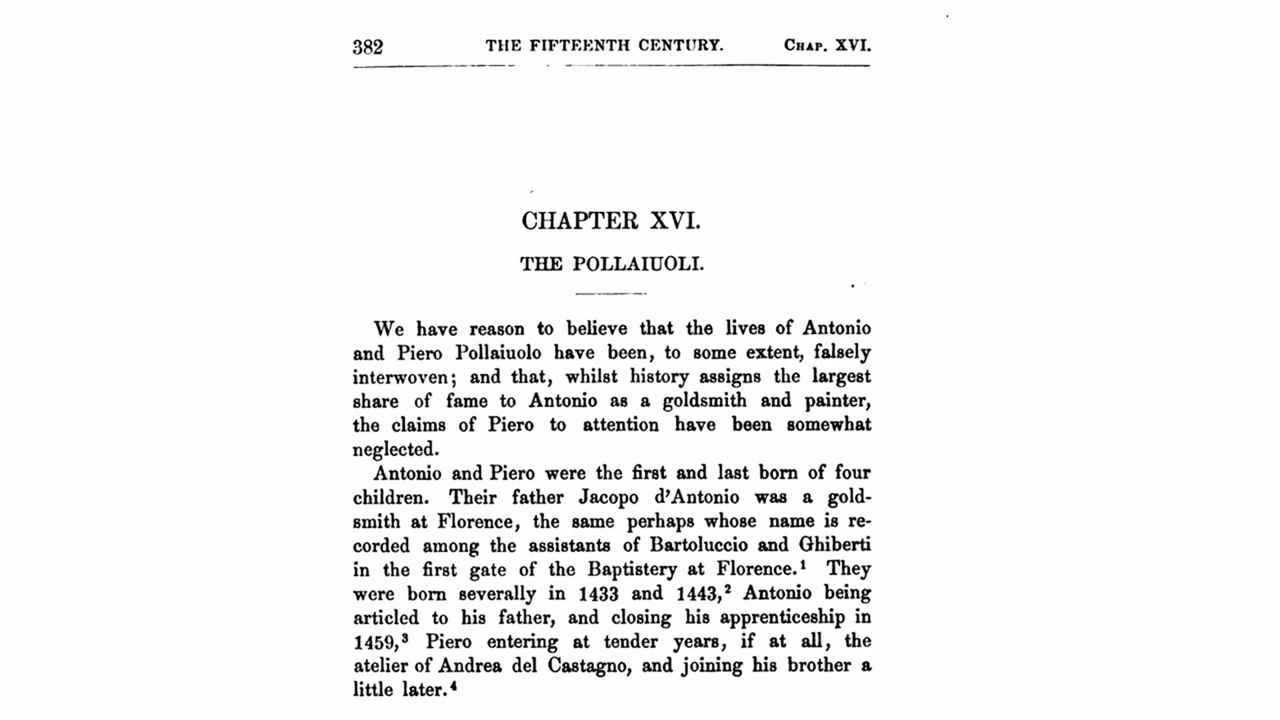 382 THE FIFTEENTH CENTURY. CHAP. XVI.
CHAPTER XVI.
THE POLLAIUOLI.
We have reason to believe that the lives of Antonio
and Piero Pollaiuolo have been, to some extent, falsely
interwoven; and that, whilst history assigns the largest
share of fame to Antonio as a goldsmith and painter,
the claims of Piero to attention have been somewhat
neglected.
Antonio and Piero were the first and last born of four
children. Their father Jacopo d'Antonio was a gold-
smith at Florence, the same perhaps whose name is re-
corded among the assistants of Bartoluccio and Ghiberti
in the first gate of the Baptistery at Florence.¹ They
were born severally in 1433 and 1443,² Antonio being
articled to his father, and closing his apprenticeship in
1459,³ Piero entering at tender years, if at all, the
atelier of Andrea del Castagno, and joining his brother a
little later.⁴